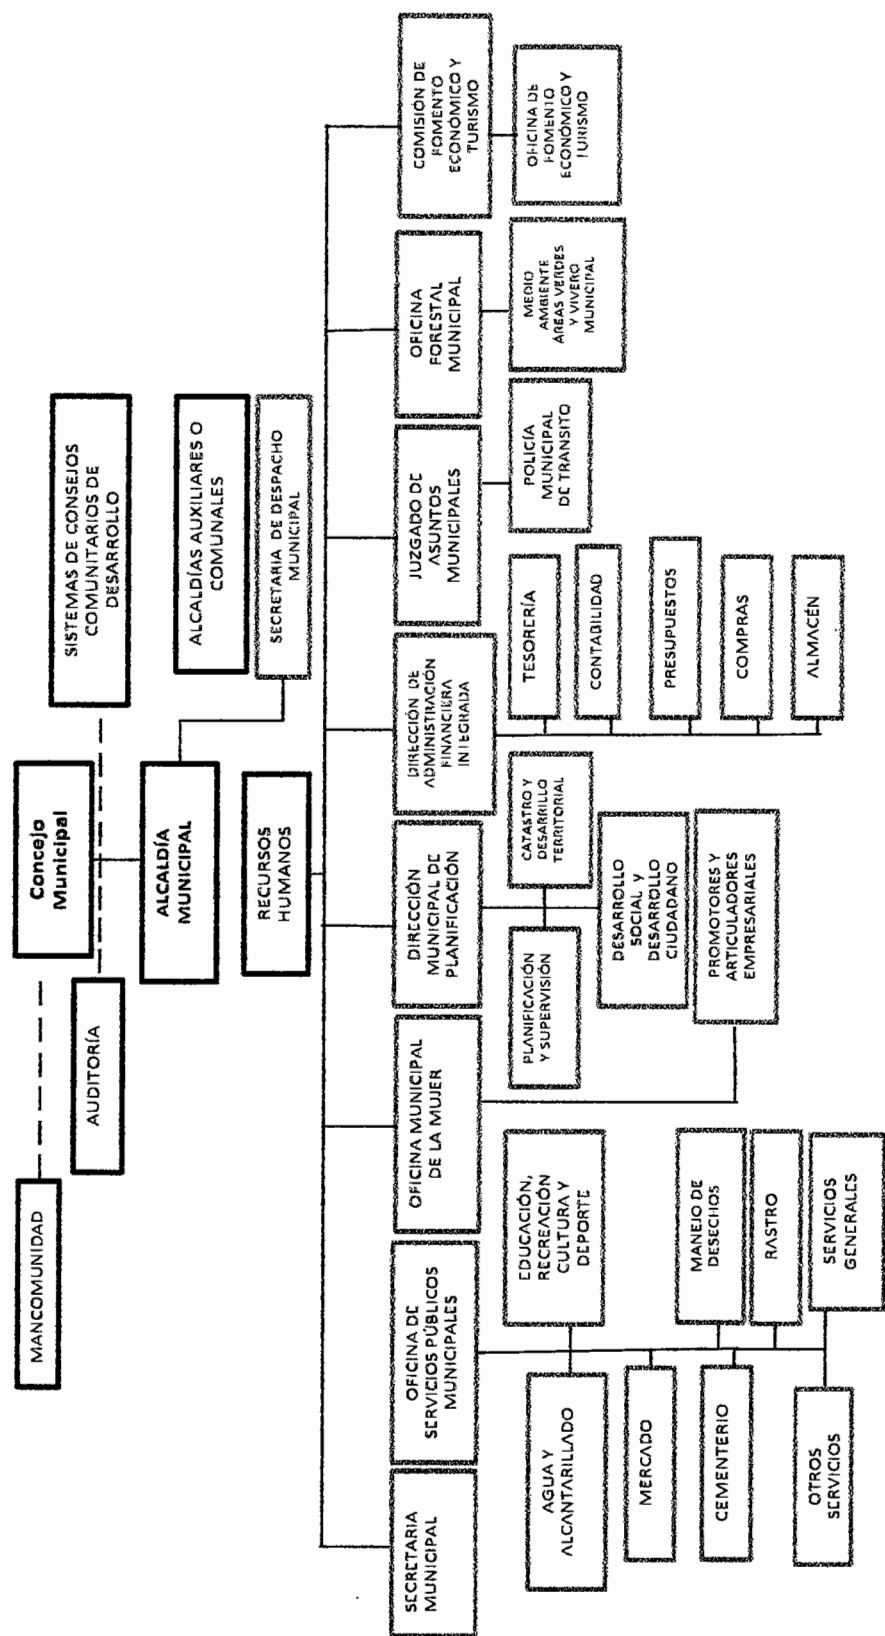 Concejo
Municipal
SISTEMAS DE CONSEJOS
COMUNITARIOS DE
DESARROLLO
MANCOMUNIDAD
AUDITORÍA
ALCALDÍA
MUNICIPAL
ALCALDÍAS AUXILIARES O
COMUNALES
SECRETARIA DE DESPACHO
MUNICIPAL
RECURSOS
HUMANOS
SECRETARIA
MUNICIPAL
OFICINA DE
SERVICIOS PÚBLICOS
MUNICIPALES
OFICINA MUNICIPAL
DE LA MUJER
DIRECCIÓN
MUNICIPAL DE
PLANIFICACIÓN
DIRECCIÓN DE
ADMINISTRACIÓN
FINANCIERA
INTEGRADA
JUZGADO DE
ASUNTOS
MUNICIPALES
OFICINA
FORESTAL
MUNICIPAL
COMISIÓN DE
FOMENTO
ECONÓMICO Y
TURISMO
AGUA Y
ALCANTARILLADO
EDUCACIÓN,
RECREACIÓN
CULTURA Y
DEPORTE
MERCADO
MANEJO DE
DESECHOS
CEMENTERIO
RASTRO
OTROS
SERVICIOS
SERVICIOS
GENERALES
PLANIFICACIÓN
Y SUPERVISIÓN
CATASTRO Y
DESARRILLO
TERRITORIAL
DESARROLLO
SOCIAL y
DESARROLLO
CIUDADANO
PROMOTORES Y
ARTICULADORES
EMPRESARIALES
TESORERÍA
CONTABILIDAD
PRESUPUESTOS
COMPRAS
ALMACÉN
POLICÍA
MUNICIPAL
DE TRANSITO
MEDIO
AMBIENTE
ÁREAS VERDES
Y VIVERO
MUNICIPAL
OFICINA DE
FOMENTO
ECONÓMICO Y
TURISMO